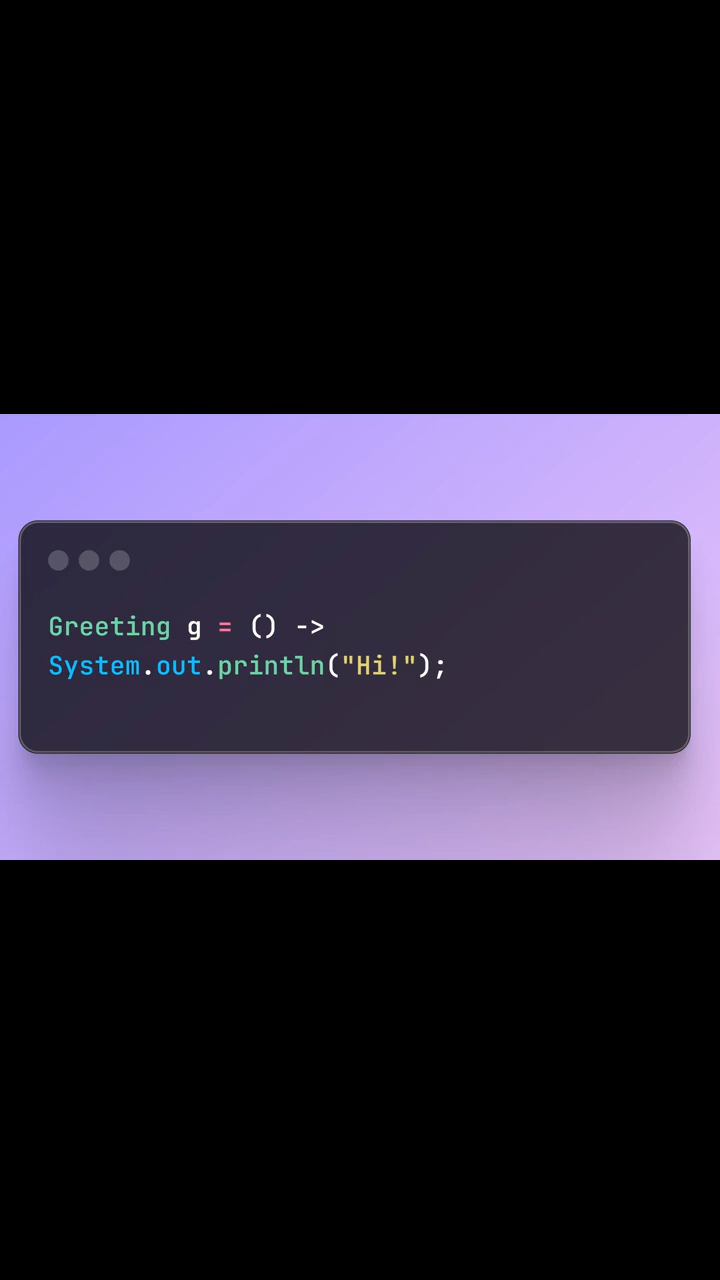 Greeting g = () ->
System.out.println("Hi!");